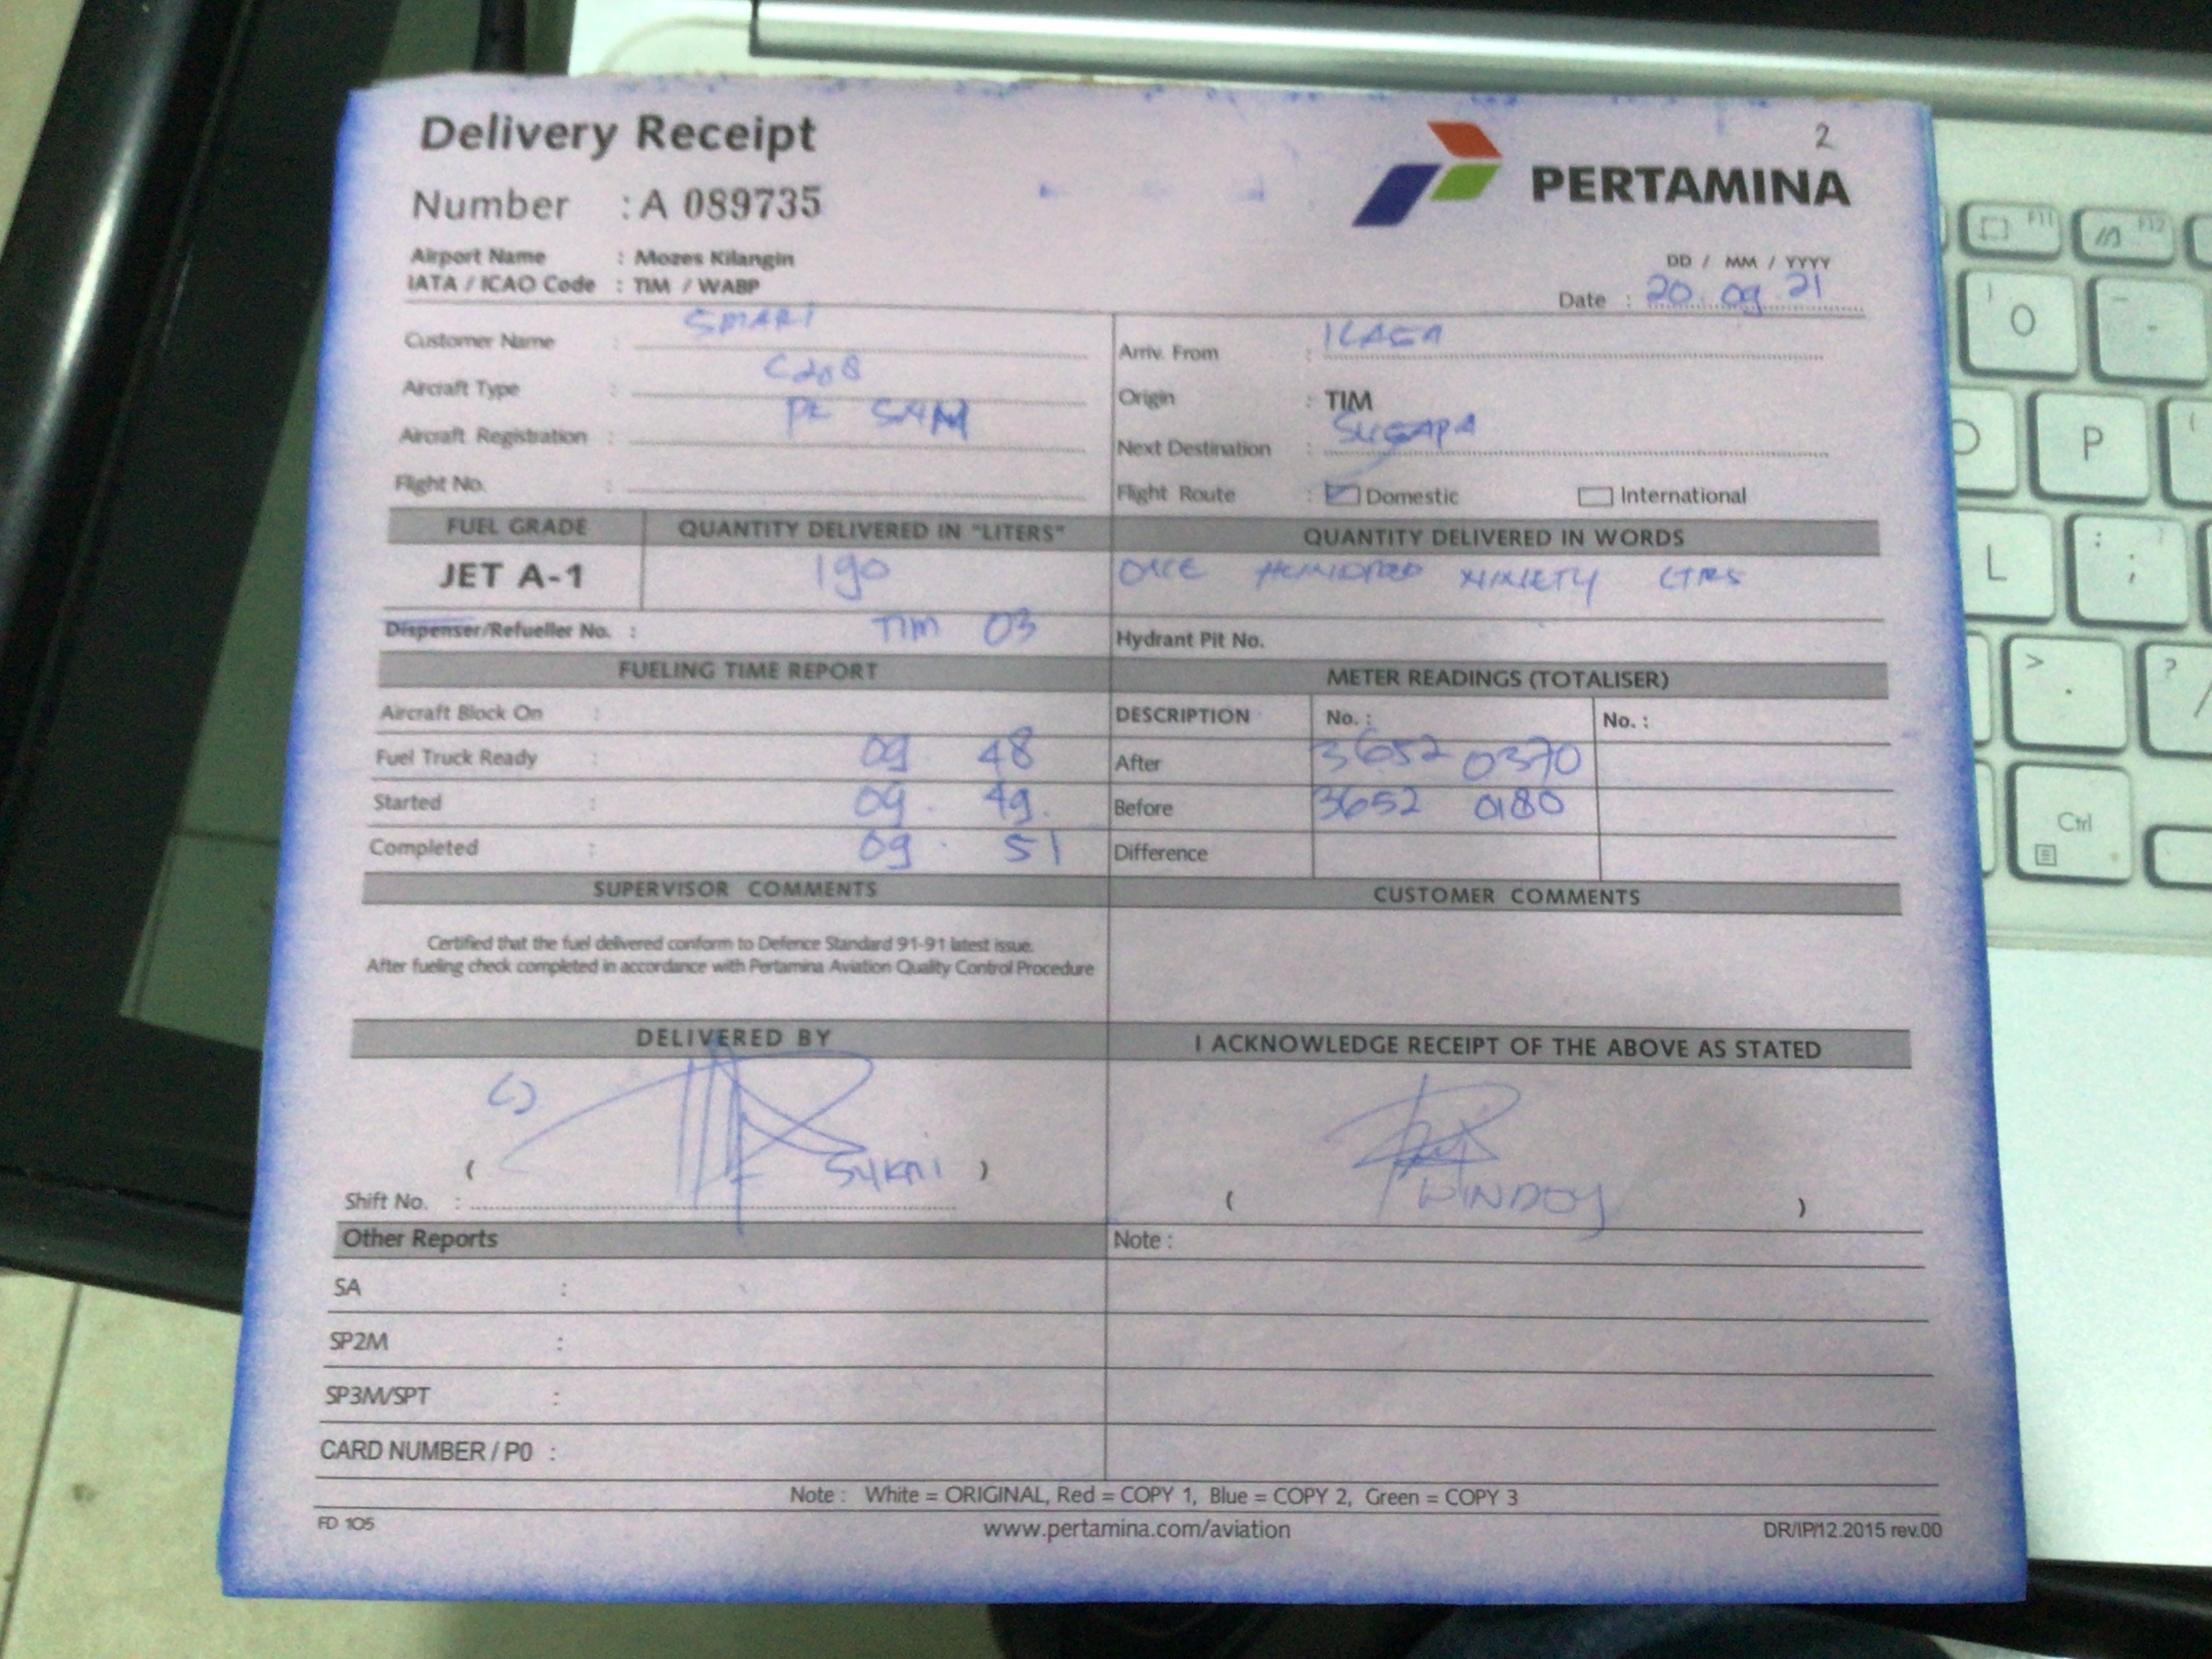 Delivery Receipt
2
PERTAMINA
Number : A 089735
Airport Name : Mozes Kilangin
IATA / ICAO Code : TIM / WABP
DD / MM / YYYY
Date : 20 . 09 . 21
Customer Name : SMART
Arriv. From : ILAGA
Aircraft Type : C208
Origin : TIM
Aircraft Registration : PK SAM
Next Destination : SUGAPA
Flight No. :
Flight Route : Domestic International
FUEL GRADE QUANTITY DELIVERED IN "LITERS" QUANTITY DELIVERED IN WORDS
JET A-1 190 ONE HUNDRED NINETY LTRS
Dispenser/Refueller No. : TIM 03 Hydrant Pit No.
FUELING TIME REPORT METER READINGS (TOTALISER)
Aircraft Block On : DESCRIPTION No. : No. :
Fuel Truck Ready : 09 . 48 After 3652 0370
Started : 09 . 49. Before 3652 0180
Completed : 09 . 51 Difference
SUPERVISOR COMMENTS CUSTOMER COMMENTS
Certified that the fuel delivered conform to Defence Standard 91-91 latest issue.
After fueling check completed in accordance with Pertamina Aviation Quality Control Procedure
DELIVERED BY I ACKNOWLEDGE RECEIPT OF THE ABOVE AS STATED
( )
Shift No. : ( WINDOY )
Other Reports Note :
SA :
SP2M :
SP3M/SPT :
CARD NUMBER / P0 :
Note : White = ORIGINAL, Red = COPY 1, Blue = COPY 2, Green = COPY 3
FD 105 www.pertamina.com/aviation DR/IP/12.2015 rev.00
F11
F12
O
-
P
L
:
;
>
.
?
/
Ctrl